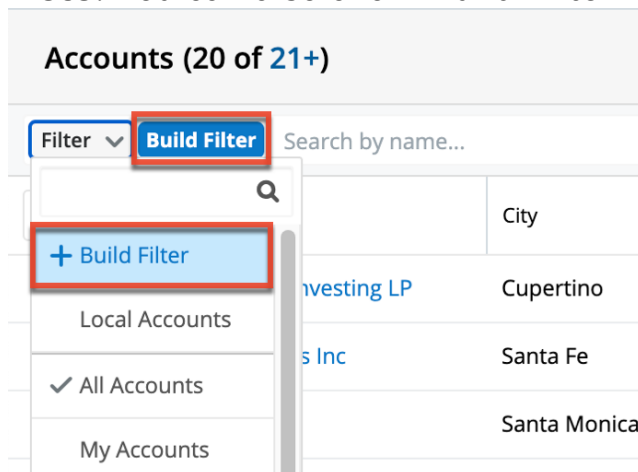 Accounts (20 of 21+)
Filter Build Filter Search by name...
City
+ Build Filter
Investing LP Cupertino
Local Accounts
s Inc Santa Fe
All Accounts
Santa Monica
My Accounts